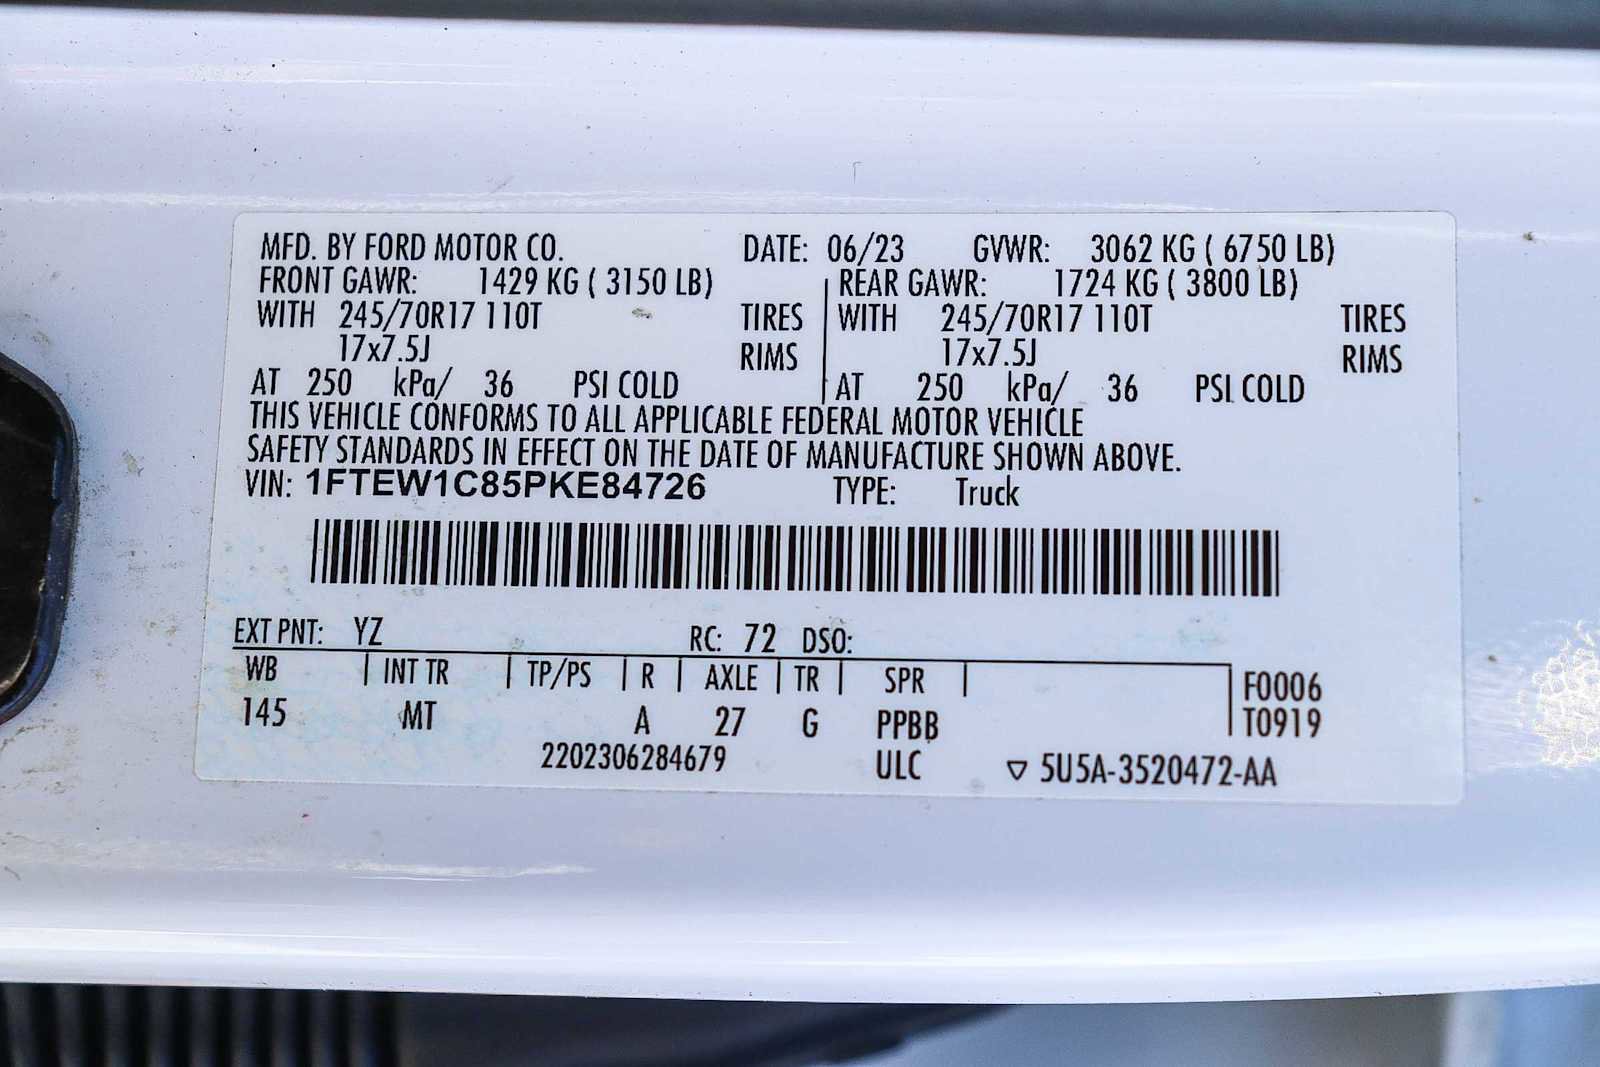 MFD. BY FORD MOTOR CO. DATE: 06/23 GVWR: 3062 KG ( 6750 LB)
FRONT GAWR: 1429 KG ( 3150 LB) REAR GAWR: 1724 KG ( 3800 LB)
WITH 245/70R17 110T TIRES WITH 245/70R17 110T TIRES
17x7.5J RIMS 17x7.5J RIMS
AT 250 kPa/ 36 PSI COLD AT 250 kPa/ 36 PSI COLD
THIS VEHICLE CONFORMS TO ALL APPLICABLE FEDERAL MOTOR VEHICLE
SAFETY STANDARDS IN EFFECT ON THE DATE OF MANUFACTURE SHOWN ABOVE.
VIN: 1FTEW1C85PKE84726 TYPE: Truck
EXT PNT: YZ RC: 72 DSO:
WB INT TR TP/PS R AXLE TR SPR F0006
145 MT A 27 G PPBB T0919
2202306284679 ULC ▽ 5U5A-3520472-AA